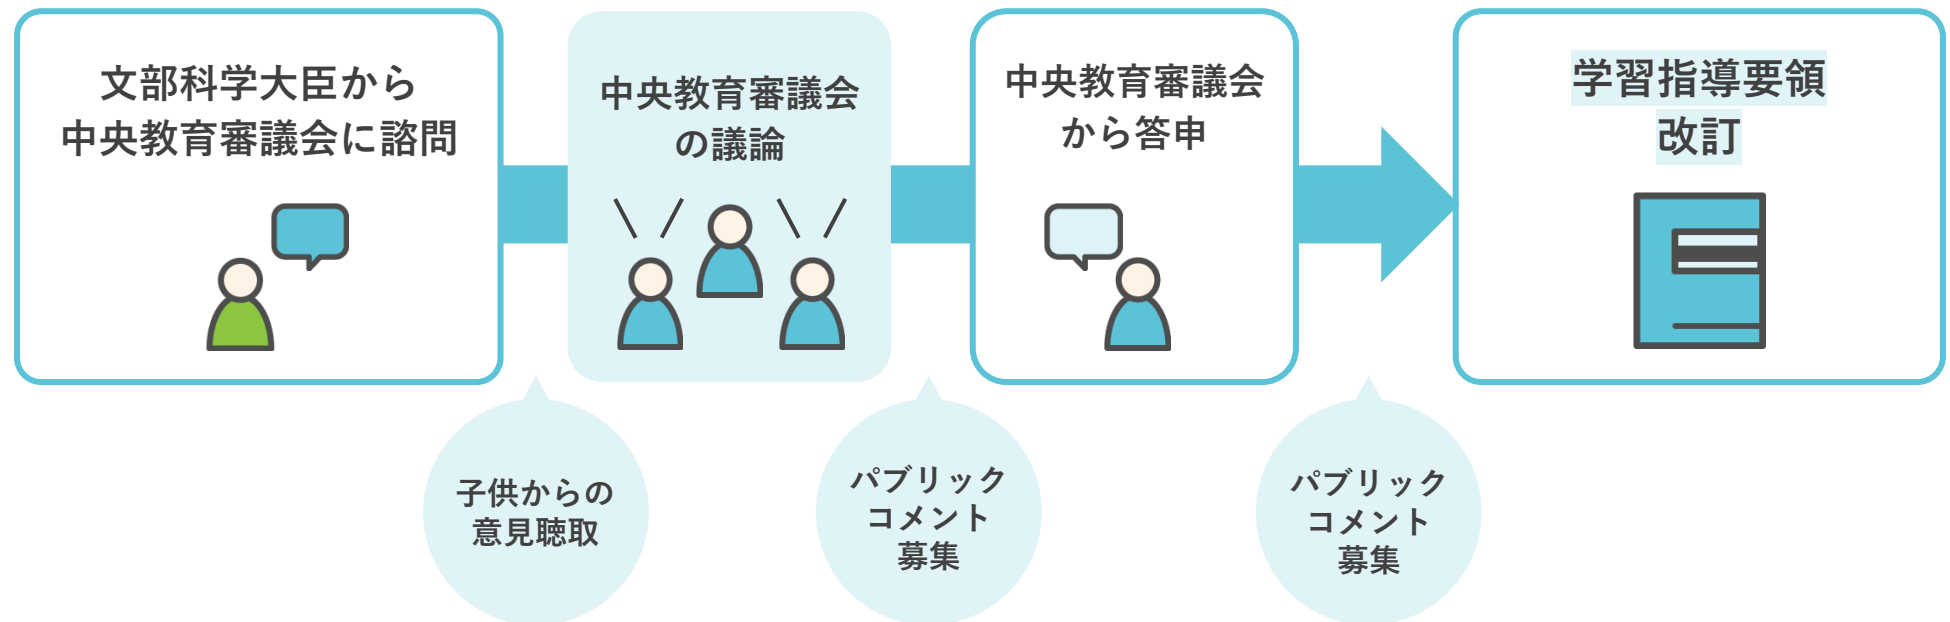 文部科学大臣から
中央教育審議会に諮問
中央教育審議会
の議論
中央教育審議会
から答申
学習指導要領
改訂
子供からの
意見聴取
パブリック
コメント
募集
パブリック
コメント
募集